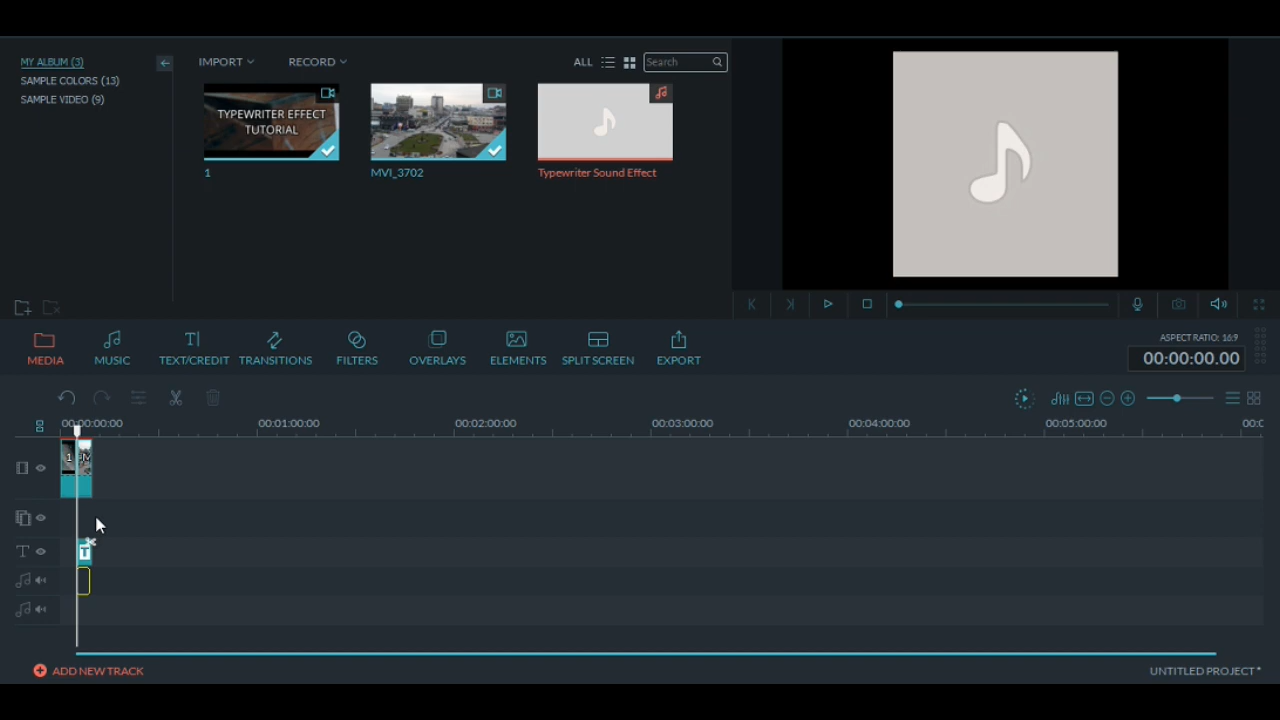 MY ALBUM (3)
SAMPLE COLORS (13)
SAMPLE VIDEO (9)
IMPORT
RECORD
ALL
Search
TYPEWRITER EFFECT
TUTORIAL
1
MVI_3702
Typewriter Sound Effect
MEDIA
MUSIC
TEXT/CREDIT
TRANSITIONS
FILTERS
OVERLAYS
ELEMENTS
SPLIT SCREEN
EXPORT
ASPECT RATIO: 16:9
00:00:00.00
00:00:00:00
00:01:00:00
00:02:00:00
00:03:00:00
00:04:00:00
00:05:00:00
1
T
T
ADD NEW TRACK
UNTITLED PROJECT *